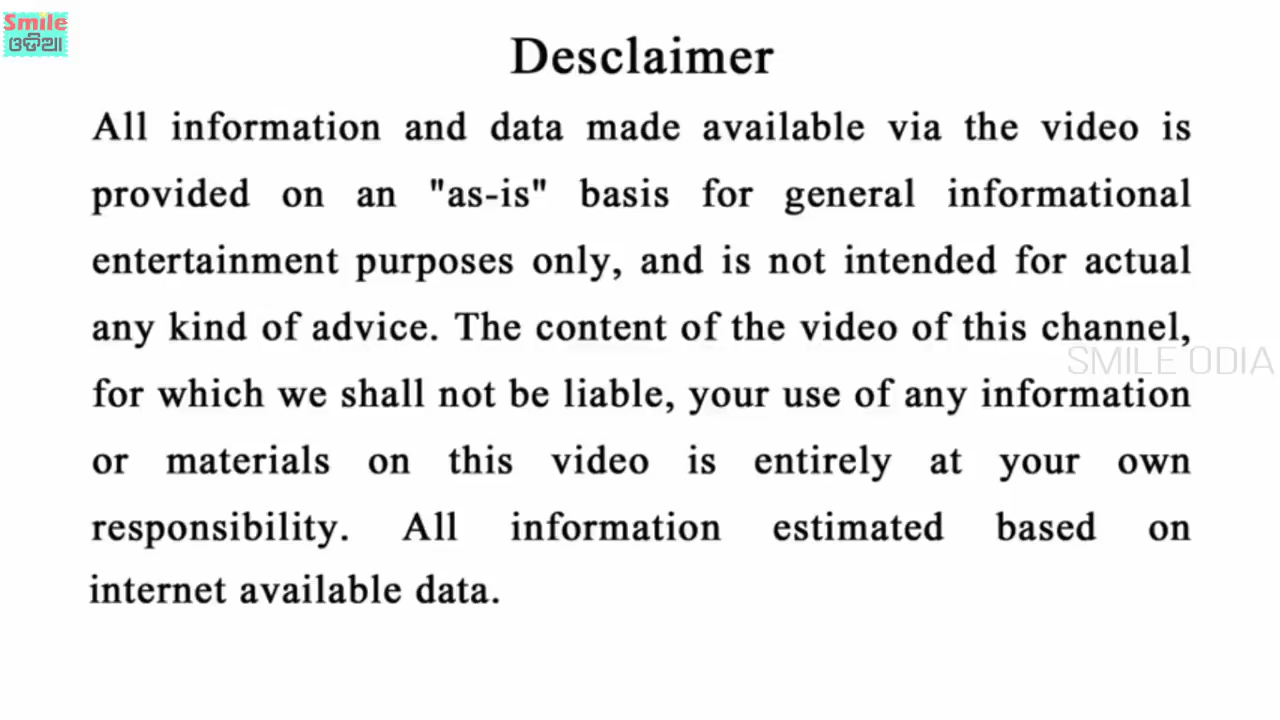 Smile
ଓଡିଆ
Desclaimer
All information and data made available via the video is
provided on an "as-is" basis for general informational
entertainment purposes only, and is not intended for actual
any kind of advice. The content of the video of this channel,
SMILE ODIA
for which we shall not be liable, your use of any information
or materials on this video is entirely at your own
responsibility. All information estimated based on
internet available data.